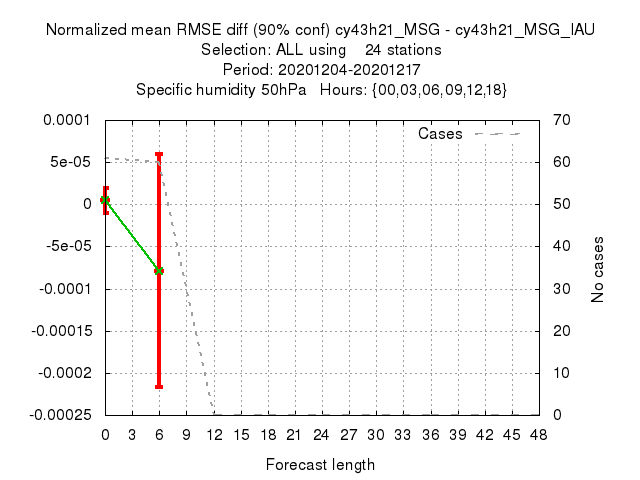 Normalized mean RMSE diff (90% conf) cy43h21_MSG - cy43h21_MSG_IAU
Selection: ALL using 24 stations
Period: 20201204-20201217
Specific humidity 50hPa Hours: {00,03,06,09,12,18}
Cases
0.0001
5e-05
0
-5e-05
-0.0001
-0.00015
-0.0002
-0.00025
70
60
50
40
30
20
10
0
No cases
0 3 6 9 12 15 18 21 24 27 30 33 36 39 42 45 48
Forecast length